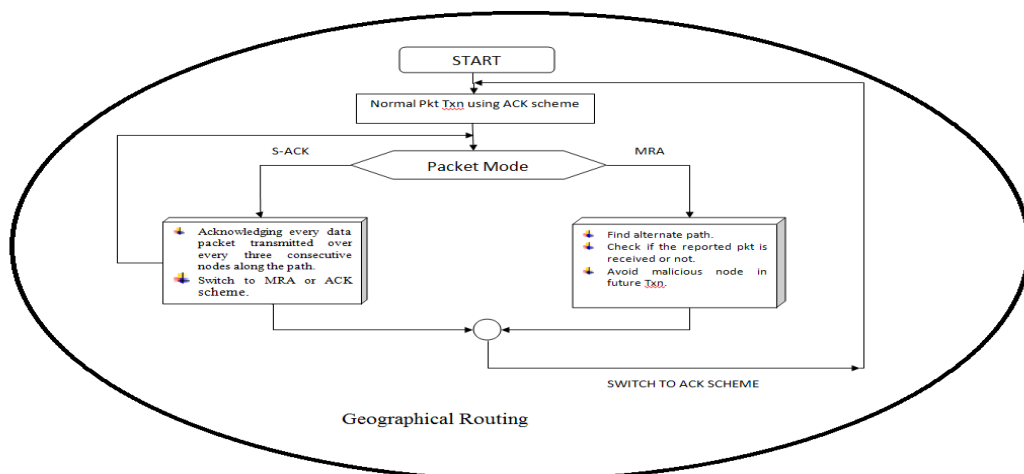 START
Normal Pkt Txn using ACK scheme
S-ACK
Packet Mode
MRA
Acknowledging every data
packet transmitted over
every three consecutive
nodes along the path.
Switch to MRA or ACK
scheme.
Find alternate path.
Check if the reported pkt is
received or not.
Avoid malicious node in
future Txn.
SWITCH TO ACK SCHEME
Geographical Routing